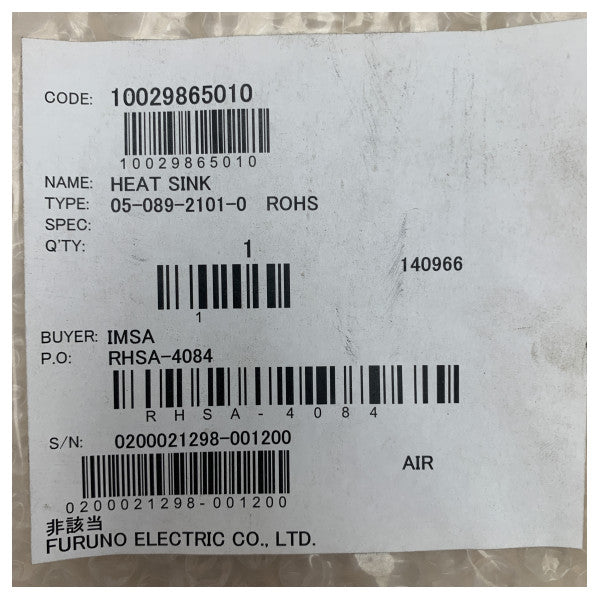 CODE: 10029865010
10029865010
NAME: HEAT SINK
TYPE: 05-089-2101-0 ROHS
SPEC:
Q'TY: 1
140966
1
BUYER: IMSA
P.O: RHSA-4084
RHSA-4084
S/N: 0200021298-001200
AIR
0200021298-001200
非該当
FURUNO ELECTRIC CO., LTD.